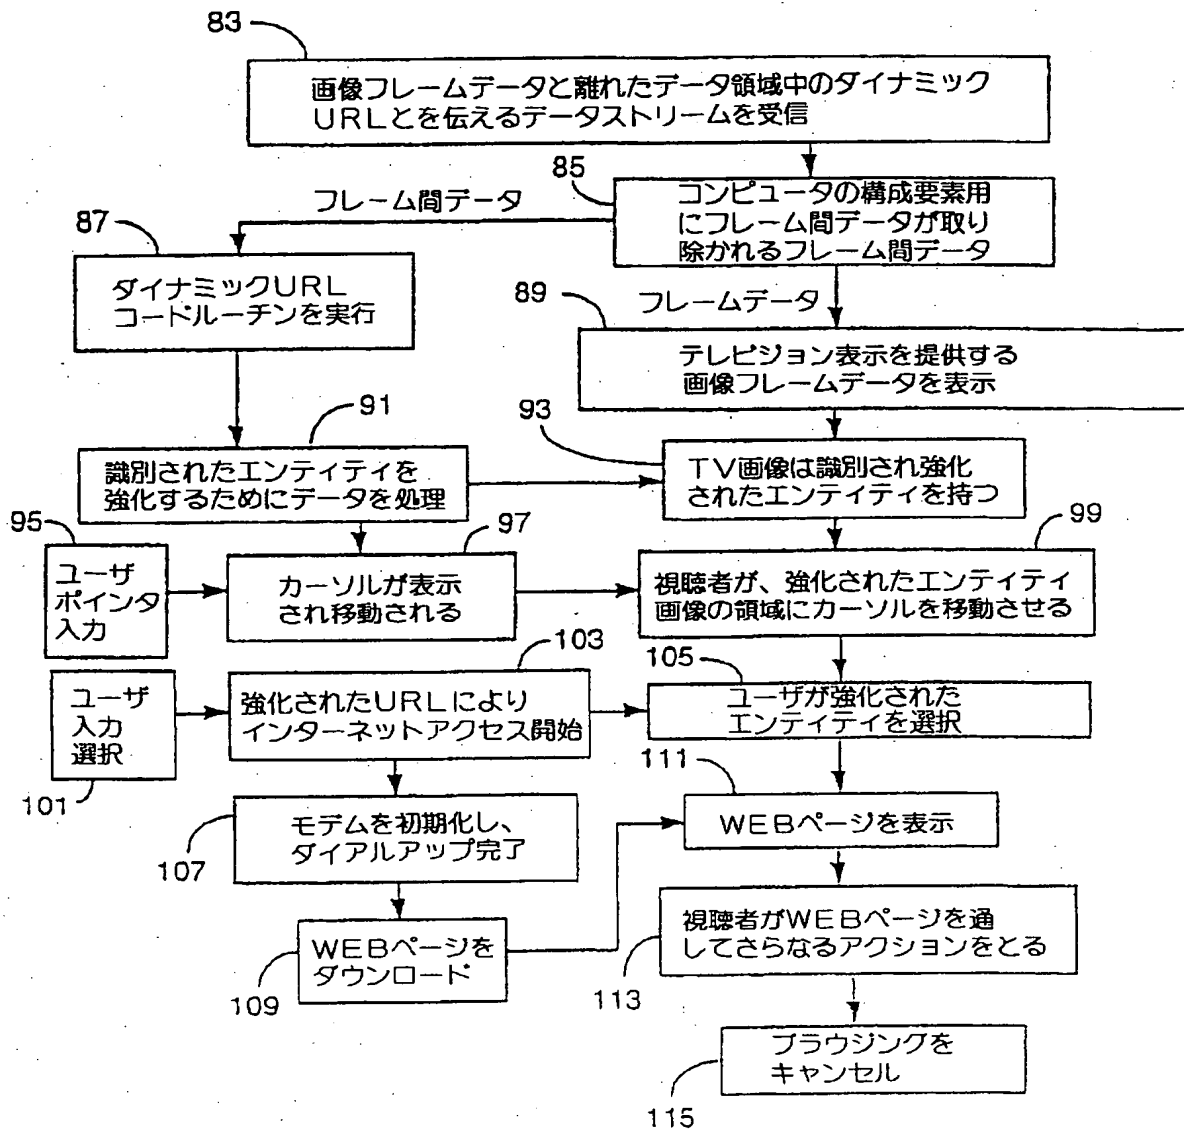 83
画像フレームデータと離れたデータ領域中のダイナミック
URLとを伝えるデータストリームを受信
85
コンピュータの構成要素用
にフレーム間データが取り
除かれるフレーム間データ
フレーム間データ
87
ダイナミックURL
コードルーチンを実行
フレームデータ
89
テレビジョン表示を提供する
画像フレームデータを表示
91
識別されたエンティティを
強化するためにデータを処理
93
TV画像は識別され強化
されたエンティティを持つ
95
ユーザ
ポインタ
入力
97
カーソルが表示
され移動される
99
視聴者が、強化されたエンティティ
画像の領域にカーソルを移動させる
101
ユーザ
入力
選択
103
強化されたURLにより
インターネットアクセス開始
105
ユーザが強化された
エンティティを選択
107
モデムを初期化し、
ダイアルアップ完了
111
WEBページを表示
109
WEBページを
ダウンロード
113
視聴者がWEBページを通
してさらなるアクションをとる
115
ブラウジングを
キャンセル